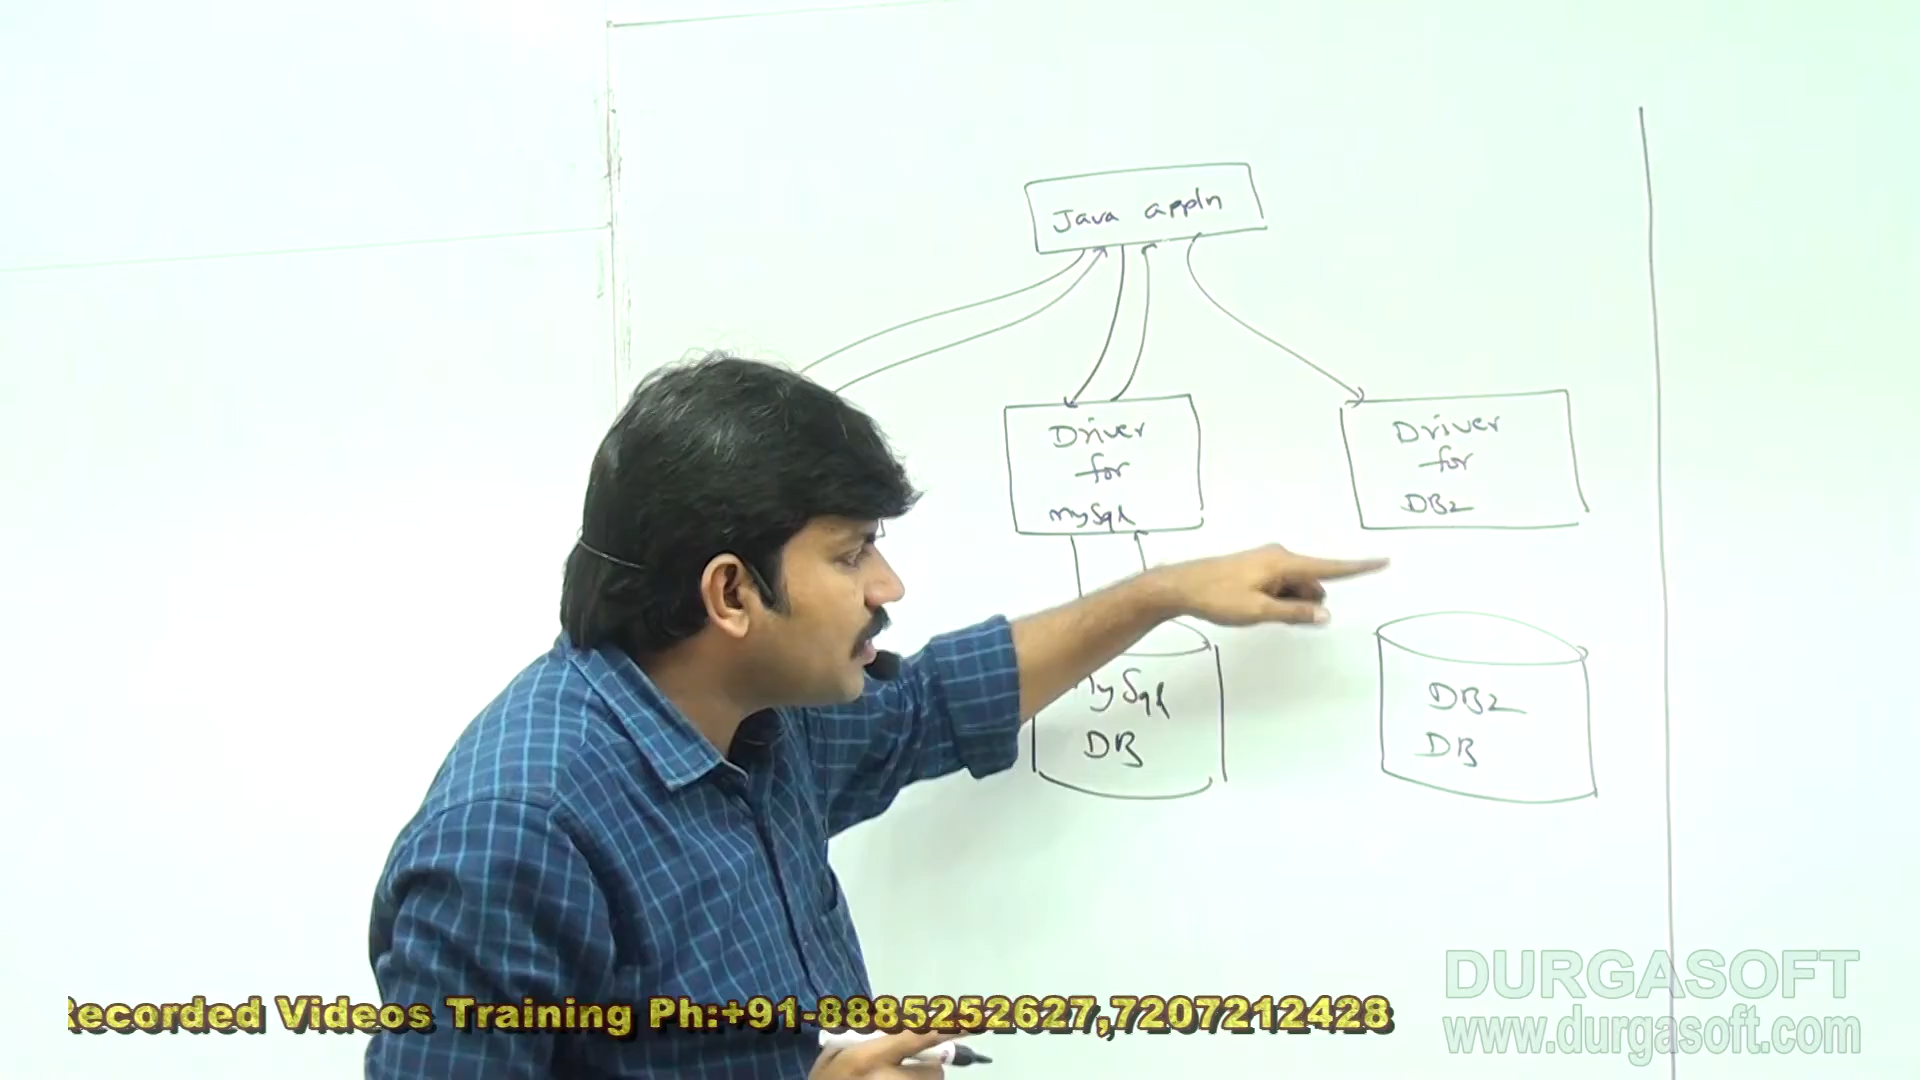 Java appln
Driver
for
mySql
Driver
for
DB2
MySql
DB
DB2
DB
Recorded Videos Training Ph:+91-8885252627,7207212428
DURGASOFT
www.durgasoft.com